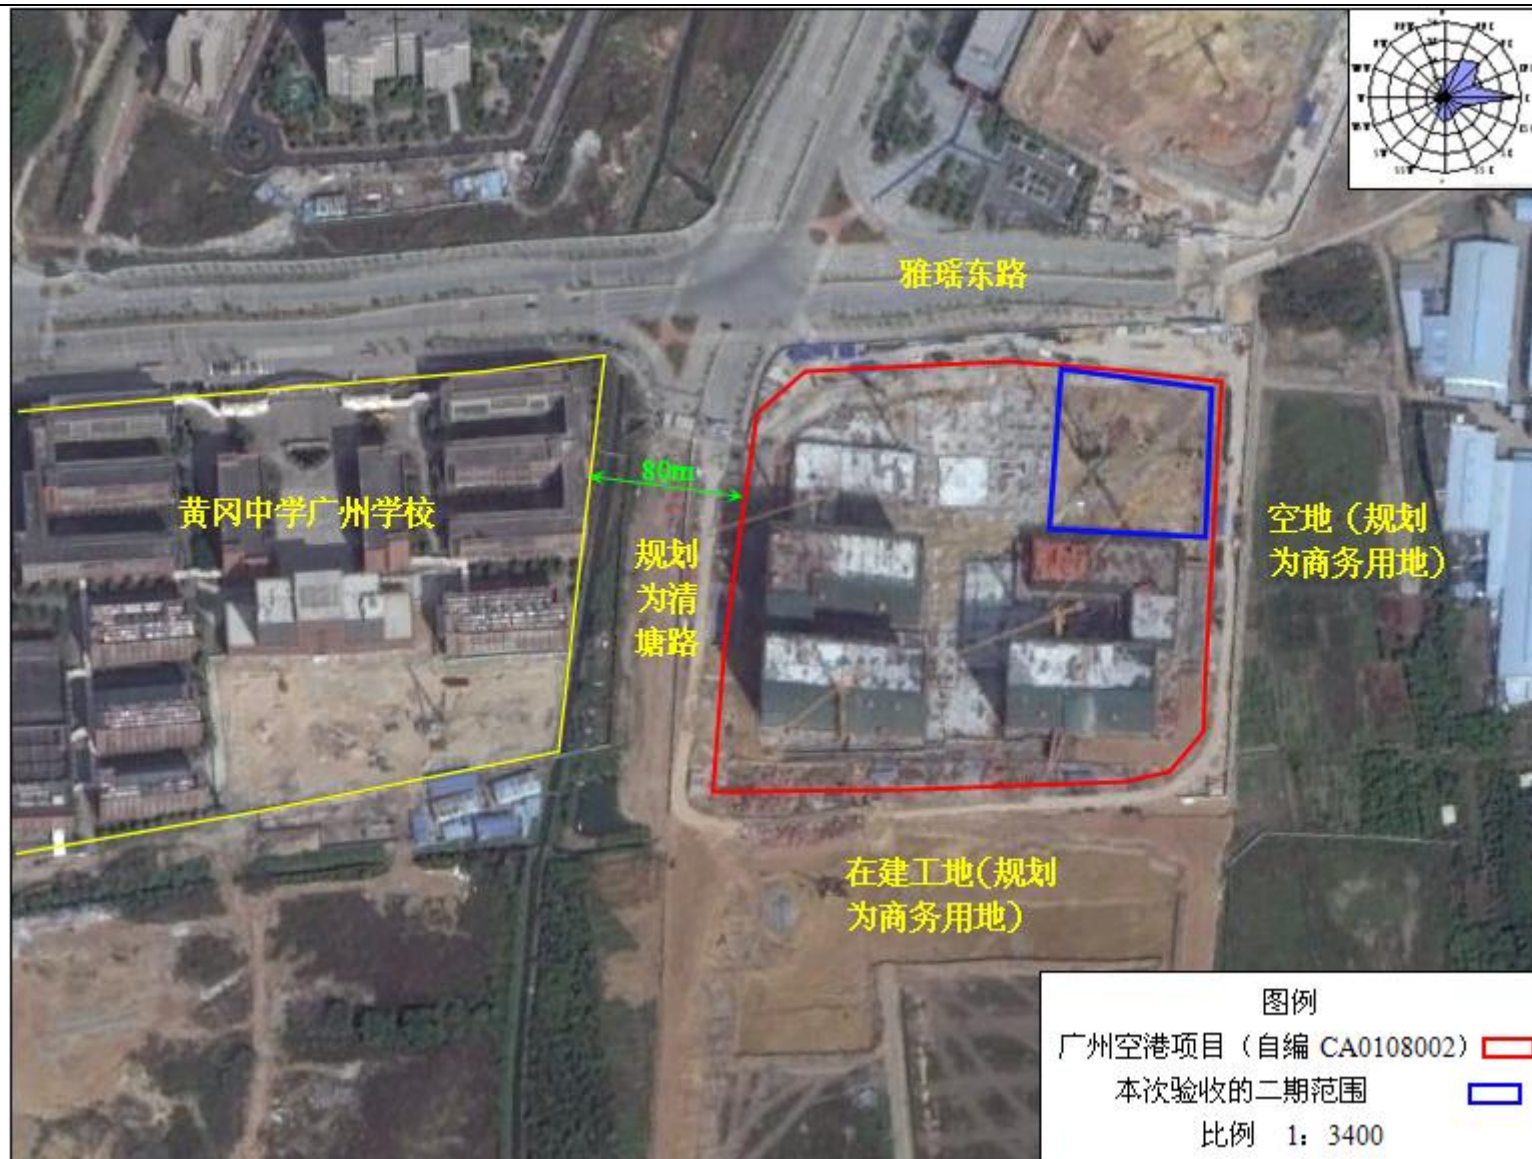 雅瑶东路
80m
黄冈中学广州学校
规划
为清
塘路
空地（规划
为商务用地）
在建工地(规划
为商务用地）
图例
广州空港项目（自编 CA0108002）
本次验收的二期范围
比例 1：3400